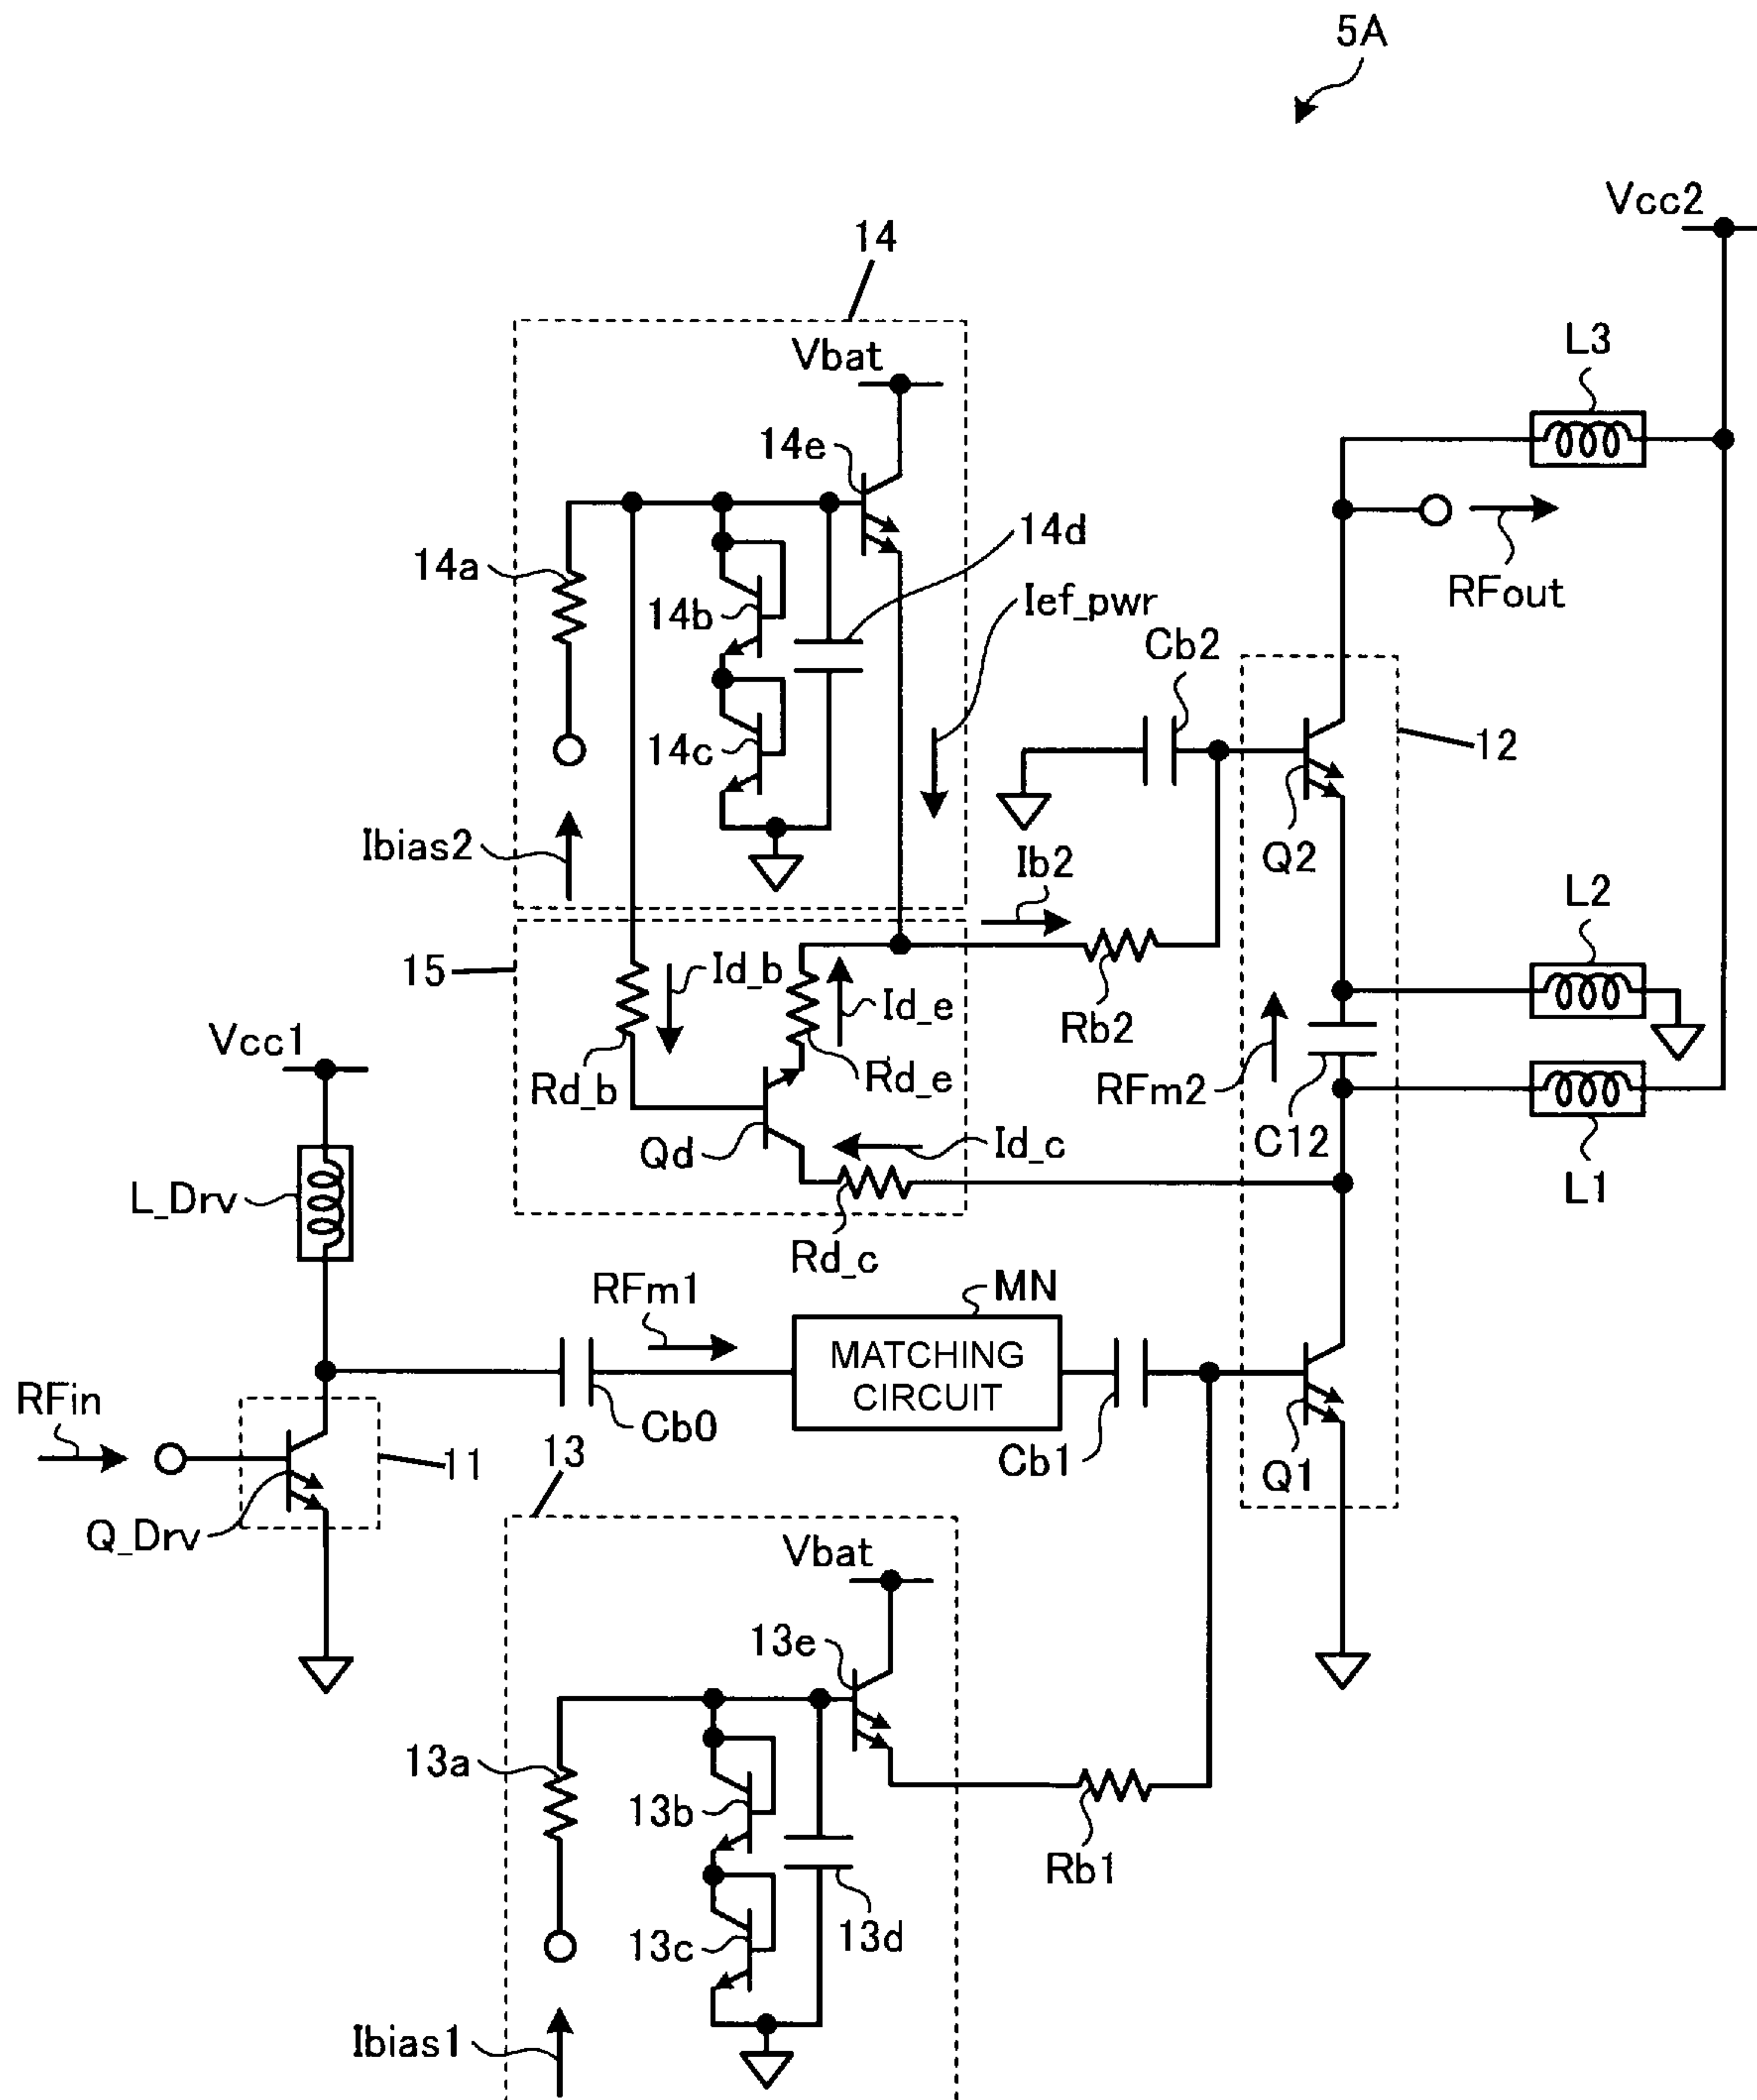 5A
Vcc2
14
Vbat
L3
14e
14d
14a
RFout
14b
Ief_pwr
Cb2
14c
12
Ibias2
Q2
Ib2
L2
15
Id_b
Id_e
Rb2
Vcc1
Rd_b
Rd_e
RFm2
Qd
Id_c
C12
L1
L_Drv
Rd_c
RFm1
MN
MATCHING
CIRCUIT
RFin
Cb0
11
13
Cb1
Q1
Q_Drv
Vbat
13e
13a
13b
Rb1
13c
13d
Ibias1